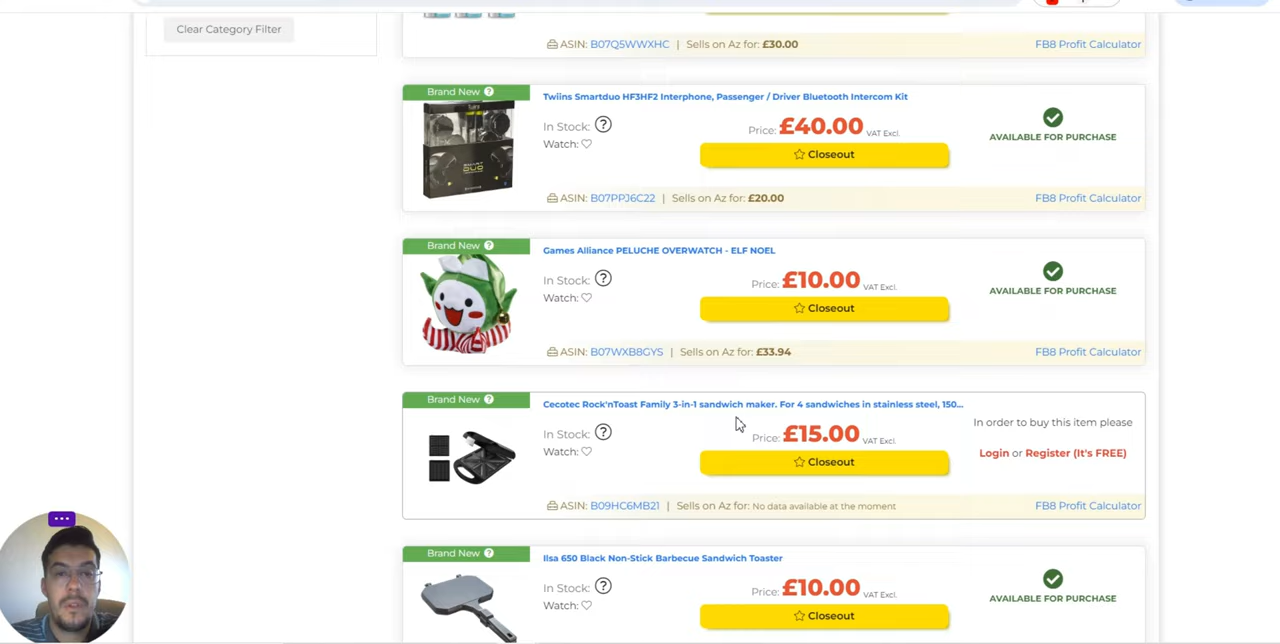 Clear Category Filter
ASIN: B07Q5WWXHC | Sells on Az for: £30.00
FB8 Profit Calculator
Brand New ?
Twiins Smartduo HF3HF2 Interphone, Passenger / Driver Bluetooth Intercom Kit
In Stock: ?
Watch:
Price: £40.00 VAT Excl.
Closeout
AVAILABLE FOR PURCHASE
ASIN: B07PPJ6C22 | Sells on Az for: £20.00
FB8 Profit Calculator
Brand New ?
Games Alliance PELUCHE OVERWATCH - ELF NOEL
In Stock: ?
Watch:
Price: £10.00 VAT Excl.
Closeout
AVAILABLE FOR PURCHASE
ASIN: B07WXB8GYS | Sells on Az for: £33.94
FB8 Profit Calculator
Brand New ?
Cecotec Rock'nToast Family 3-in-1 sandwich maker. For 4 sandwiches in stainless steel, 150...
In Stock: ?
Watch:
Price: £15.00 VAT Excl.
Closeout
In order to buy this item please
Login or Register (It's FREE)
ASIN: B09HC6MB21 | Sells on Az for: No data available at the moment
FB8 Profit Calculator
Brand New ?
Ilsa 650 Black Non-Stick Barbecue Sandwich Toaster
In Stock: ?
Watch:
Price: £10.00 VAT Excl.
Closeout
AVAILABLE FOR PURCHASE